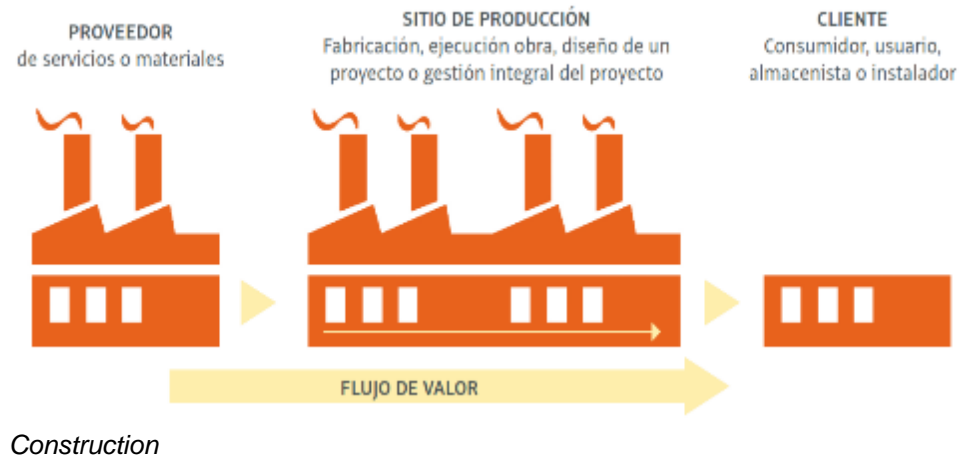 PROVEEDOR
de servicios o materiales
SITIO DE PRODUCCIÓN
Fabricación, ejecución obra, diseño de un
proyecto o gestión integral del proyecto
CLIENTE
Consumidor, usuario,
almacenista o instalador
FLUJO DE VALOR
Construction